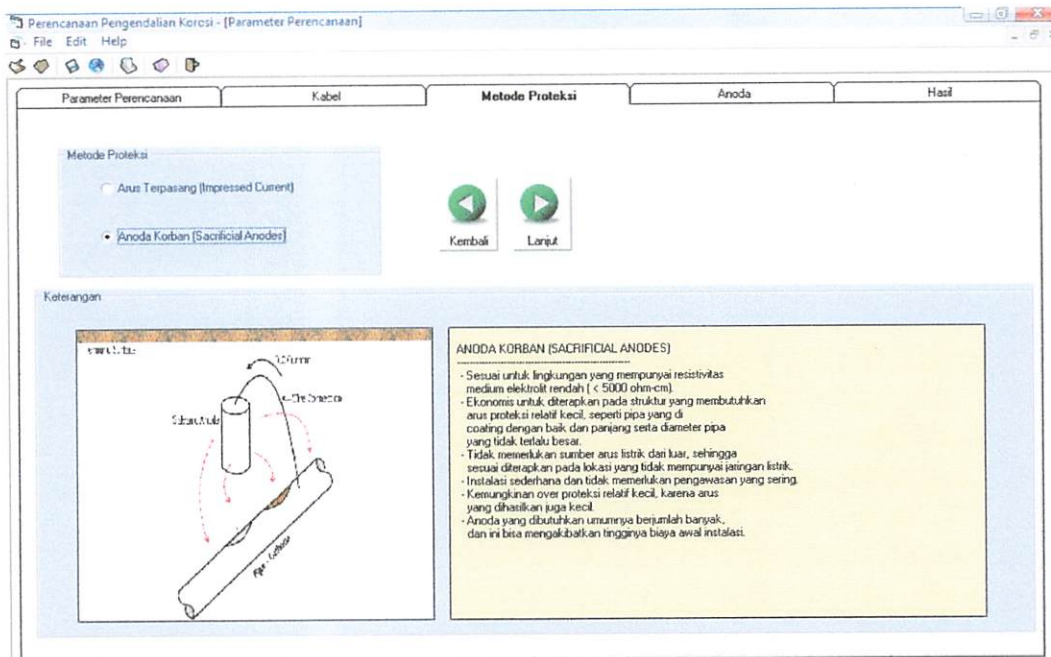 Perencanaan Pengendalian Korosi - [Parameter Perencanaan]
File Edit Help
Parameter Perencanaan Kabel Metode Proteksi Anoda Hasil
Metode Proteksi
Arus Terpasang (Impressed Current)
Anoda Korban (Sacrificial Anodes)
Kembali Lanjut
Keterangan
Pipe - Cathode
ANODA KORBAN (SACRIFICIAL ANODES)
- Sesuai untuk lingkungan yang mempunyai resistivitas
medium elektrolit rendah ( < 5000 ohm-cm).
- Ekonomis untuk diterapkan pada struktur yang membutuhkan
arus proteksi relatif kecil, seperti pipa yang di
coating dengan baik dan panjang serta diameter pipa
yang tidak terlalu besar.
- Tidak memerlukan sumber arus listrik dari luar, sehingga
sesuai diterapkan pada lokasi yang tidak mempunyai jaringan listrik.
- Instalasi sederhana dan tidak memerlukan pengawasan yang sering.
- Kemungkinan over proteksi relatif kecil, karena arus
yang dihasilkan juga kecil.
- Anoda yang dibutuhkan umumnya berjumlah banyak,
dan ini bisa mengakibatkan tingginya biaya awal instalasi.